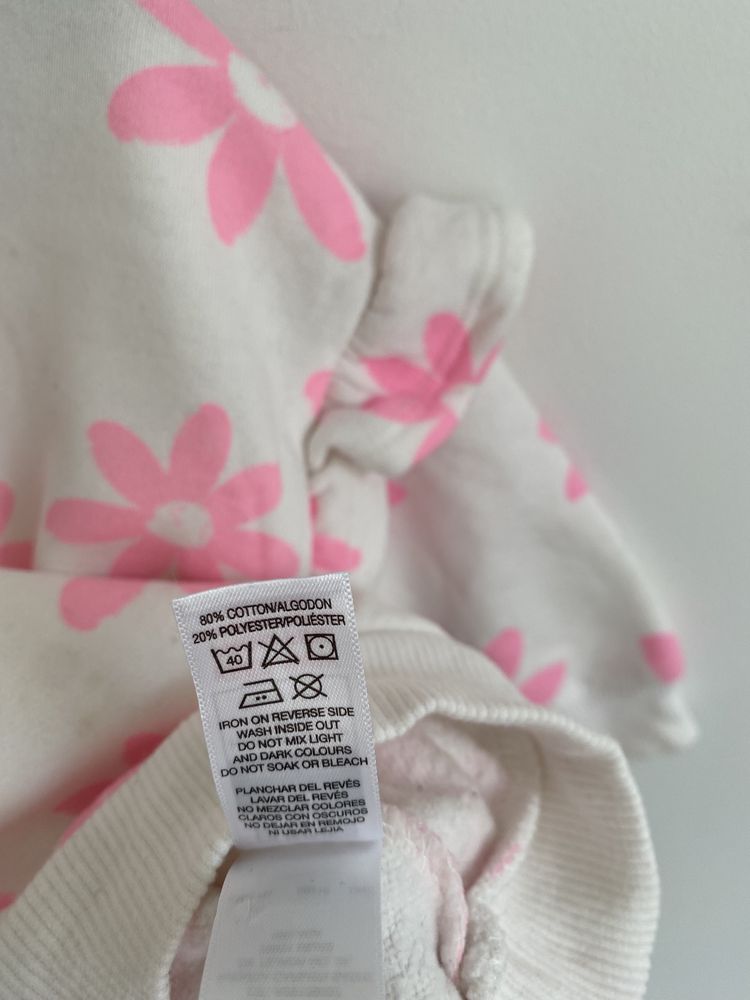 80% COTTON/ALGODON
20% POLYESTER/POLIÉSTER
40
IRON ON REVERSE SIDE
WASH INSIDE OUT
DO NOT MIX LIGHT
AND DARK COLOURS
DO NOT SOAK OR BLEACH
PLANCHAR DEL REVÉS
LAVAR DEL REVÉS
NO MEZCLAR COLORES
CLAROS CON OSCUROS
NO DEJAR EN REMOJO
NI USAR LEJIA